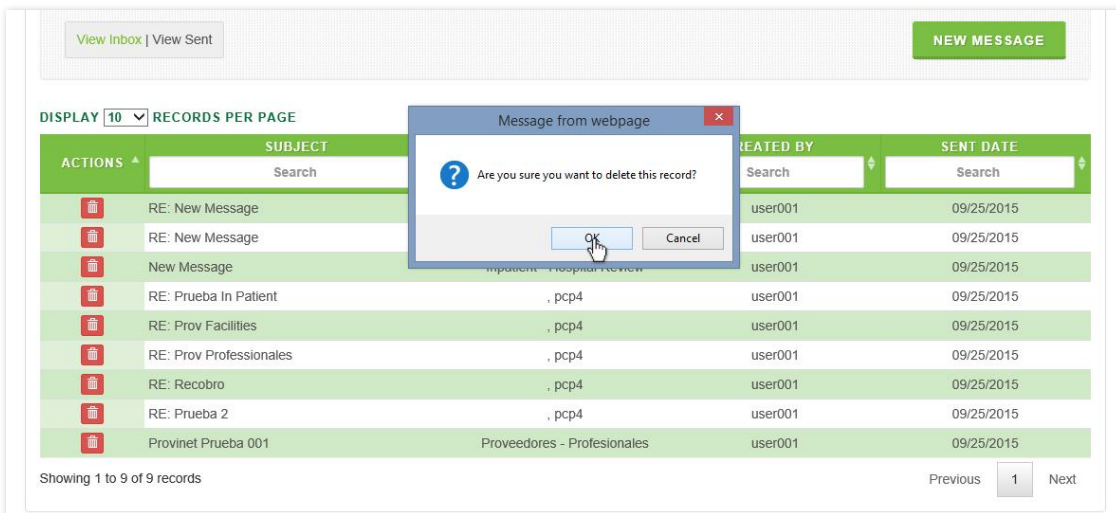 View Inbox | View Sent
NEW MESSAGE
DISPLAY 10 RECORDS PER PAGE
Message from webpage
Are you sure you want to delete this record?
OK Cancel
ACTIONS SUBJECT EATED BY SENT DATE
Search Search Search
RE: New Message user001 09/25/2015
RE: New Message user001 09/25/2015
New Message Inpatient - Hospital Review user001 09/25/2015
RE: Prueba In Patient , pcp4 user001 09/25/2015
RE: Prov Facilities , pcp4 user001 09/25/2015
RE: Prov Professionales , pcp4 user001 09/25/2015
RE: Recobro , pcp4 user001 09/25/2015
RE: Prueba 2 , pcp4 user001 09/25/2015
Provinet Prueba 001 Proveedores - Profesionales user001 09/25/2015
Showing 1 to 9 of 9 records
Previous 1 Next